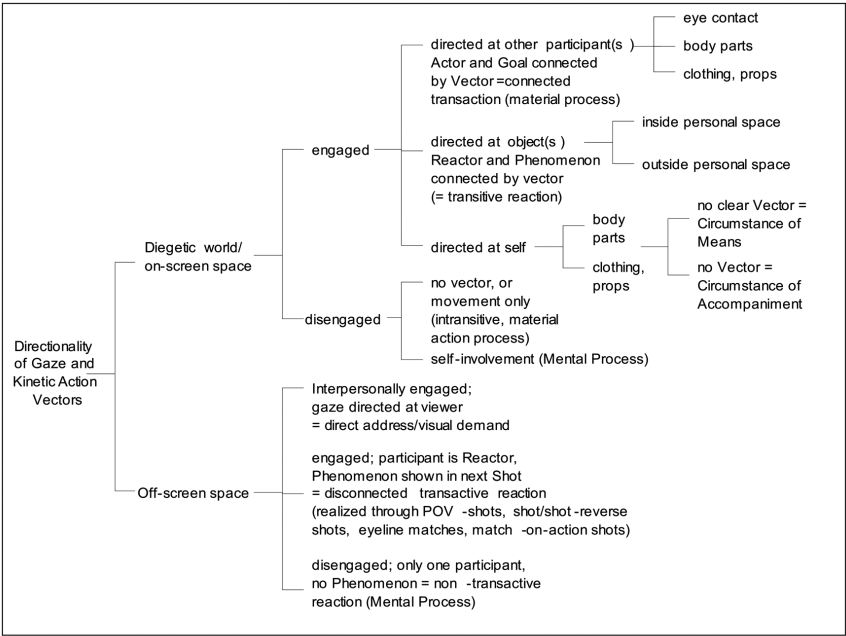 Directionality
of Gaze and
Kinetic Action
Vectors
Diegetic world/
on-screen space
engaged
directed at other participant(s )
Actor and Goal connected
by Vector =connected
transaction (material process)
eye contact
body parts
clothing, props
directed at object(s )
Reactor and Phenomenon
connected by vector
(= transitive reaction)
inside personal space
outside personal space
directed at self
body
parts
clothing,
props
no clear Vector =
Circumstance of
Means
no Vector =
Circumstance of
Accompaniment
disengaged
no vector, or
movement only
(intransitive, material
action process)
self-involvement (Mental Process)
Off-screen space
Interpersonally engaged;
gaze directed at viewer
= direct address/visual demand
engaged; participant is Reactor,
Phenomenon shown in next Shot
= disconnected transactive reaction
(realized through POV -shots, shot/shot-reverse
shots, eyeline matches, match -on-action shots)
disengaged; only one participant,
no Phenomenon = non -transactive
reaction (Mental Process)